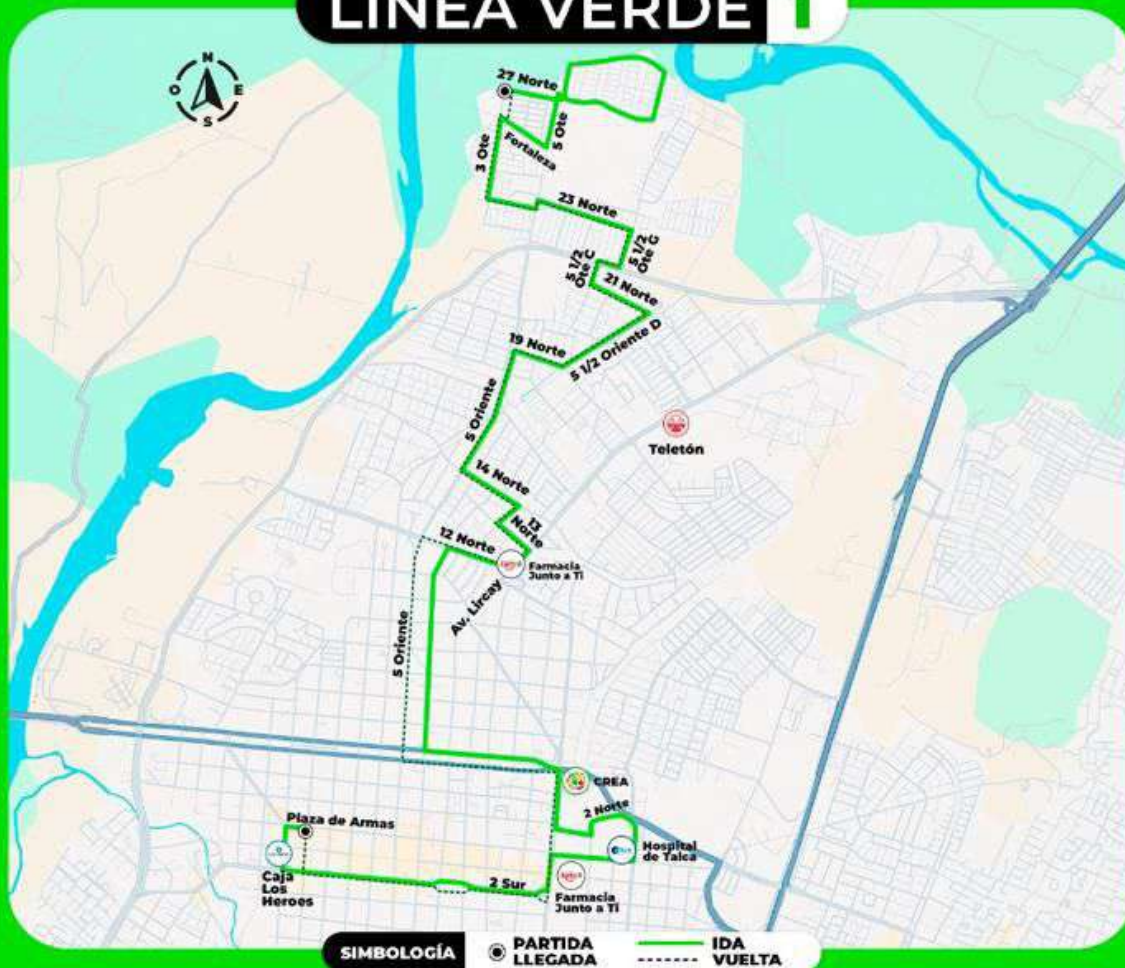 LÍNEA VERDE 1
N
O
E
S
27 Norte
5 Ote
Fortaleza
3 Ote
23 Norte
5 1/2
Ote G
5 1/2
Ote C
21 Norte
19 Norte
5 1/2 Oriente D
5 Oriente
Teletón
14 Norte
13
Norte
12 Norte
Farmacia
Junto a Ti
Av. Lircay
5 Oriente
CREA
2 Norte
Plaza de Armas
Hospital
de Talca
Caja
Los
Heroes
2 Sur
Farmacia
Junto a Ti
SIMBOLOGÍA
PARTIDA
LLEGADA
IDA
VUELTA